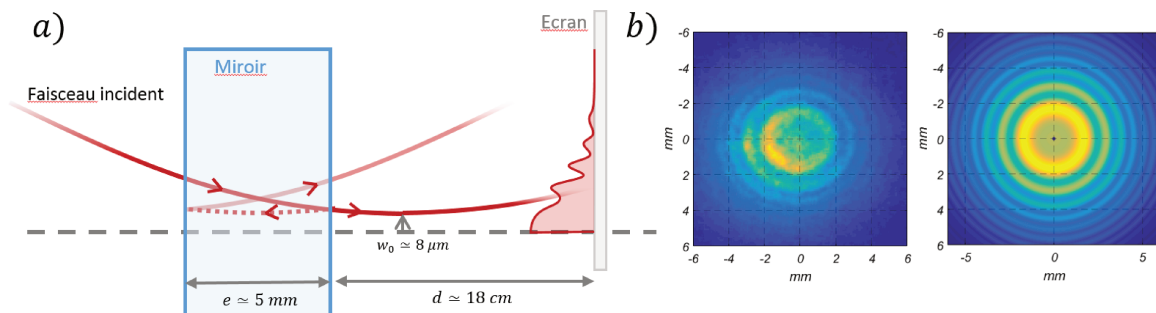 a)
Ecran
b)
Miroir
Faisceau incident
w₀ ≃ 8 μm
e ≃ 5 mm
d ≃ 18 cm
-6
-4
-2
0
2
4
6
mm
-6 -4 -2 0 2 4 6
mm
-6
-4
-2
0
2
4
6
mm
-5 0 5
mm